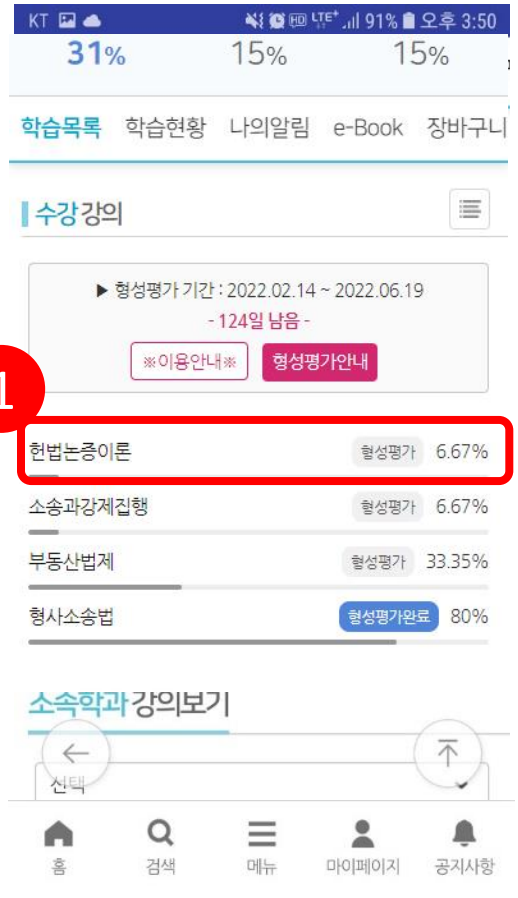 KT HD LTE+ 91% 오후 3:50
31% 15% 15%
학습목록 학습현황 나의알림 e-Book 장바구니
수강강의
▶ 형성평가 기간 : 2022.02.14 ~ 2022.06.19
- 124일 남음 -
※이용안내※ 형성평가안내
1
헌법논증이론 형성평가 6.67%
소송과강제집행 형성평가 6.67%
부동산법제 형성평가 33.35%
형사소송법 형성평가완료 80%
소속학과 강의보기
선택
홈 검색 메뉴 마이페이지 공지사항